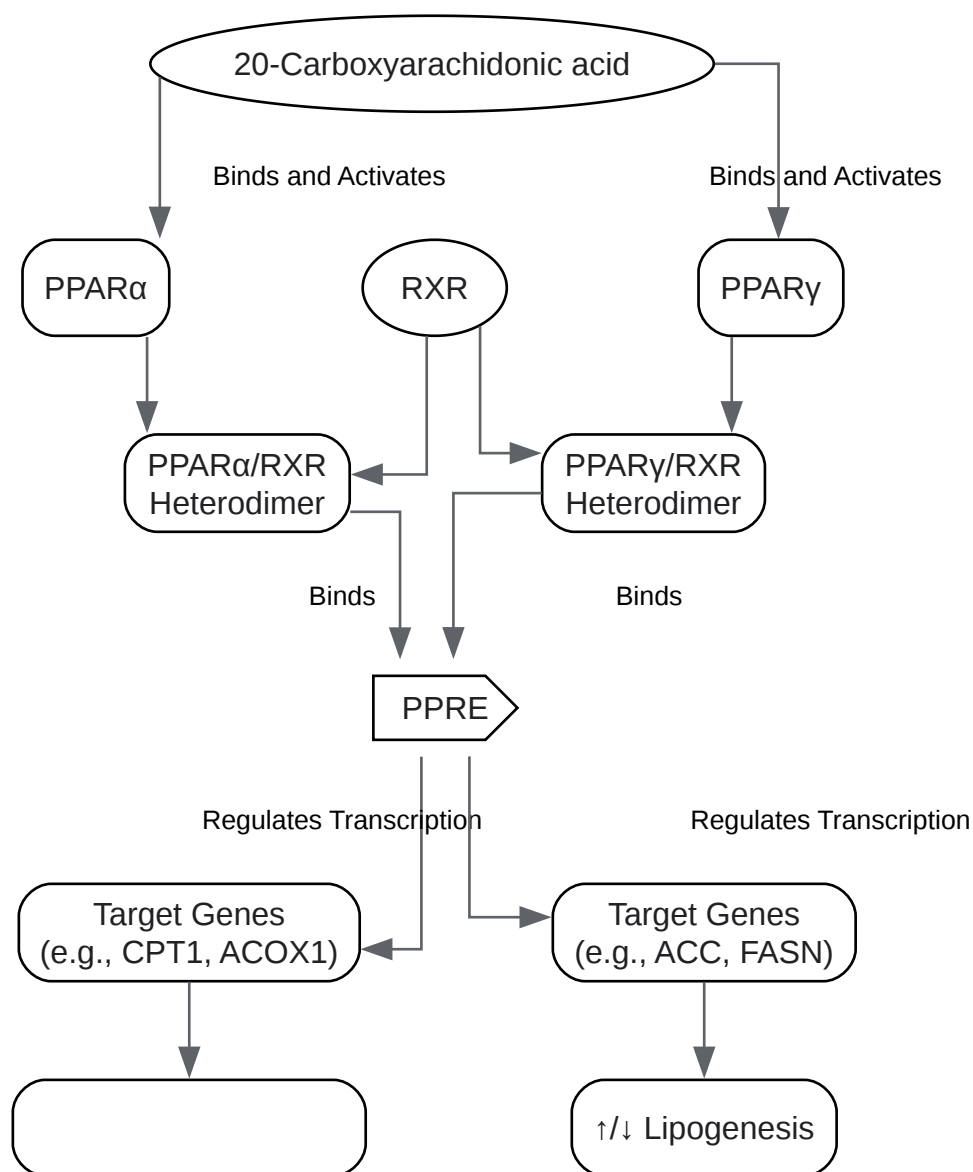 20-Carboxyarachidonic acid
Binds and Activates
Binds and Activates
PPARα
RXR
PPARγ
PPARα/RXR
Heterodimer
PPARγ/RXR
Heterodimer
Binds
Binds
PPRE
Regulates Transcription
Regulates Transcription
Target Genes
(e.g., CPT1, ACOX1)
Target Genes
(e.g., ACC, FASN)
↑/↓ Lipogenesis